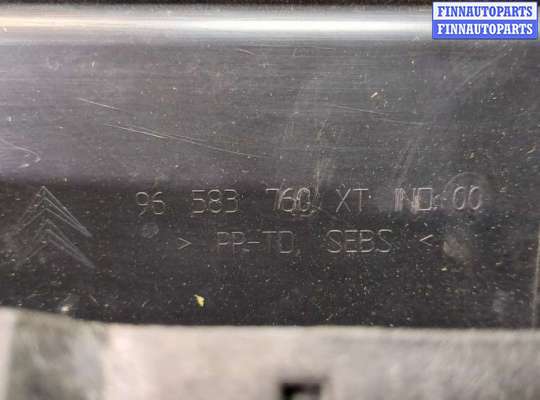 FINNAUTOPARTS
FINNAUTOPARTS
96 583 760 XT IND 00
> PP-TD SEBS <